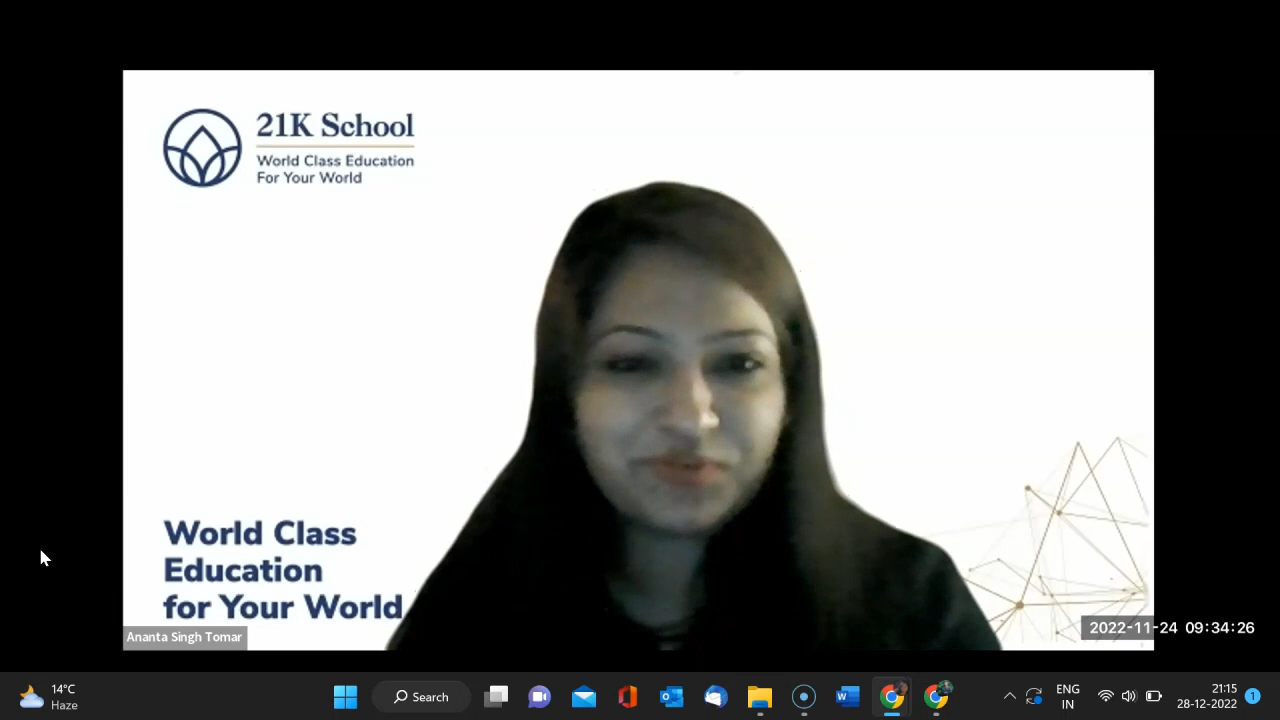 21K School
World Class Education
For Your World
World Class
Education
for Your World
Ananta Singh Tomar
2022-11-24 09:34:26
14°C
Haze
Search
ENG
IN
21:15
28-12-2022
1